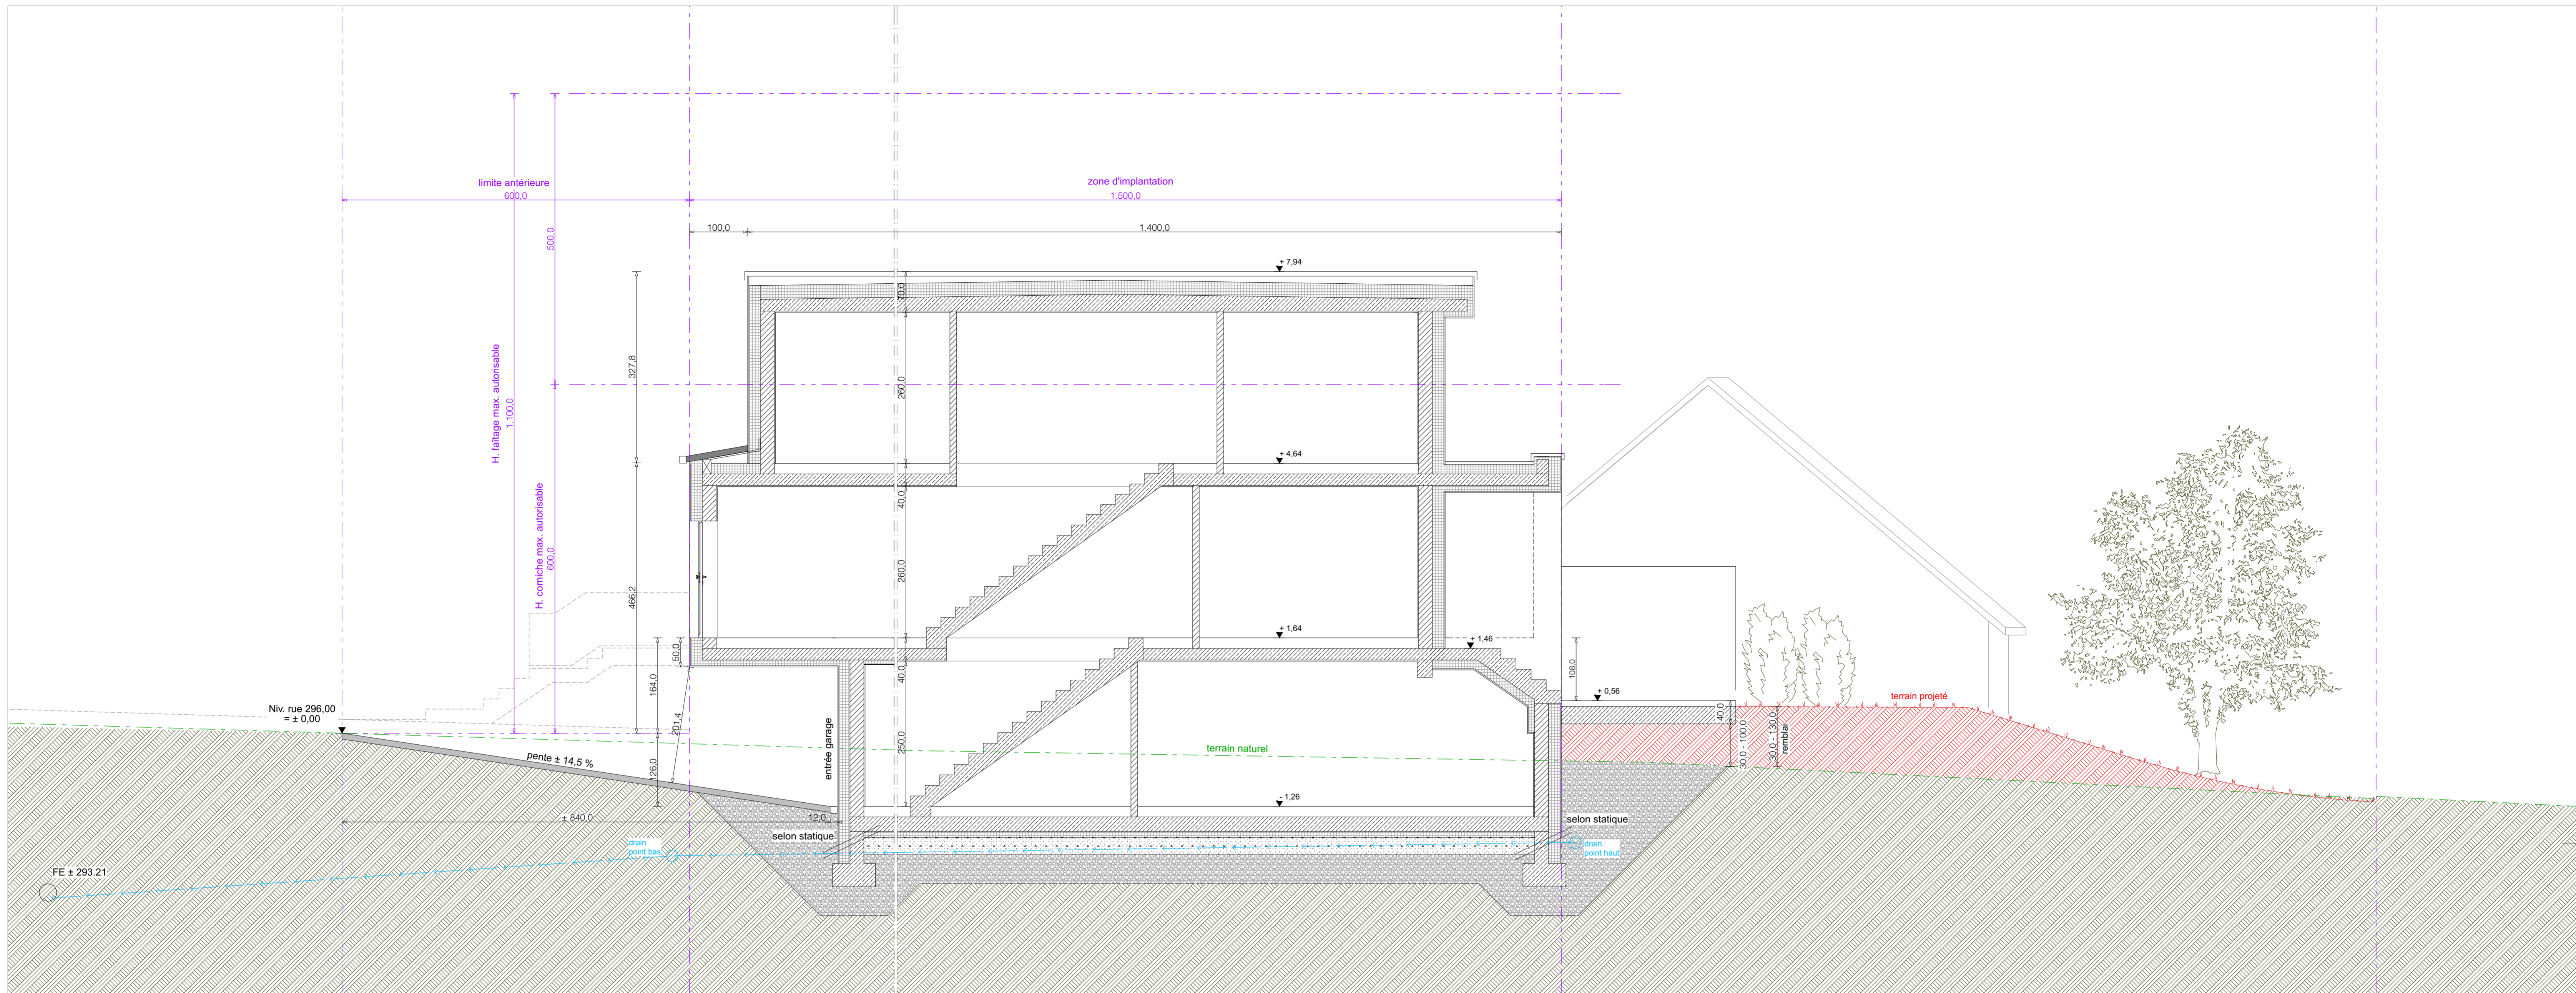 limite antérieure
600,0
zone d'implantation
1.500,0
100,0
1.400,0
500,0
H. faîtage max. autorisable
1.100,0
H. corniche max. autorisable
600,0
327,8
466,2
+ 7,94
70,0
260,0
+ 4,64
40,0
260,0
+ 1,64
+ 1,46
50,0
40,0
164,0
108,0
+ 0,56
40,0
terrain projeté
Niv. rue 296,00
= ± 0,00
201,4
126,0
pente ± 14,5 %
entrée garage
250,0
terrain naturel
30,0 - 100,0
30,0 - 130,0
remblai
- 1,26
± 840,0
12,0
selon statique
selon statique
drain
point bas
drain
point haut
FE ± 293.21